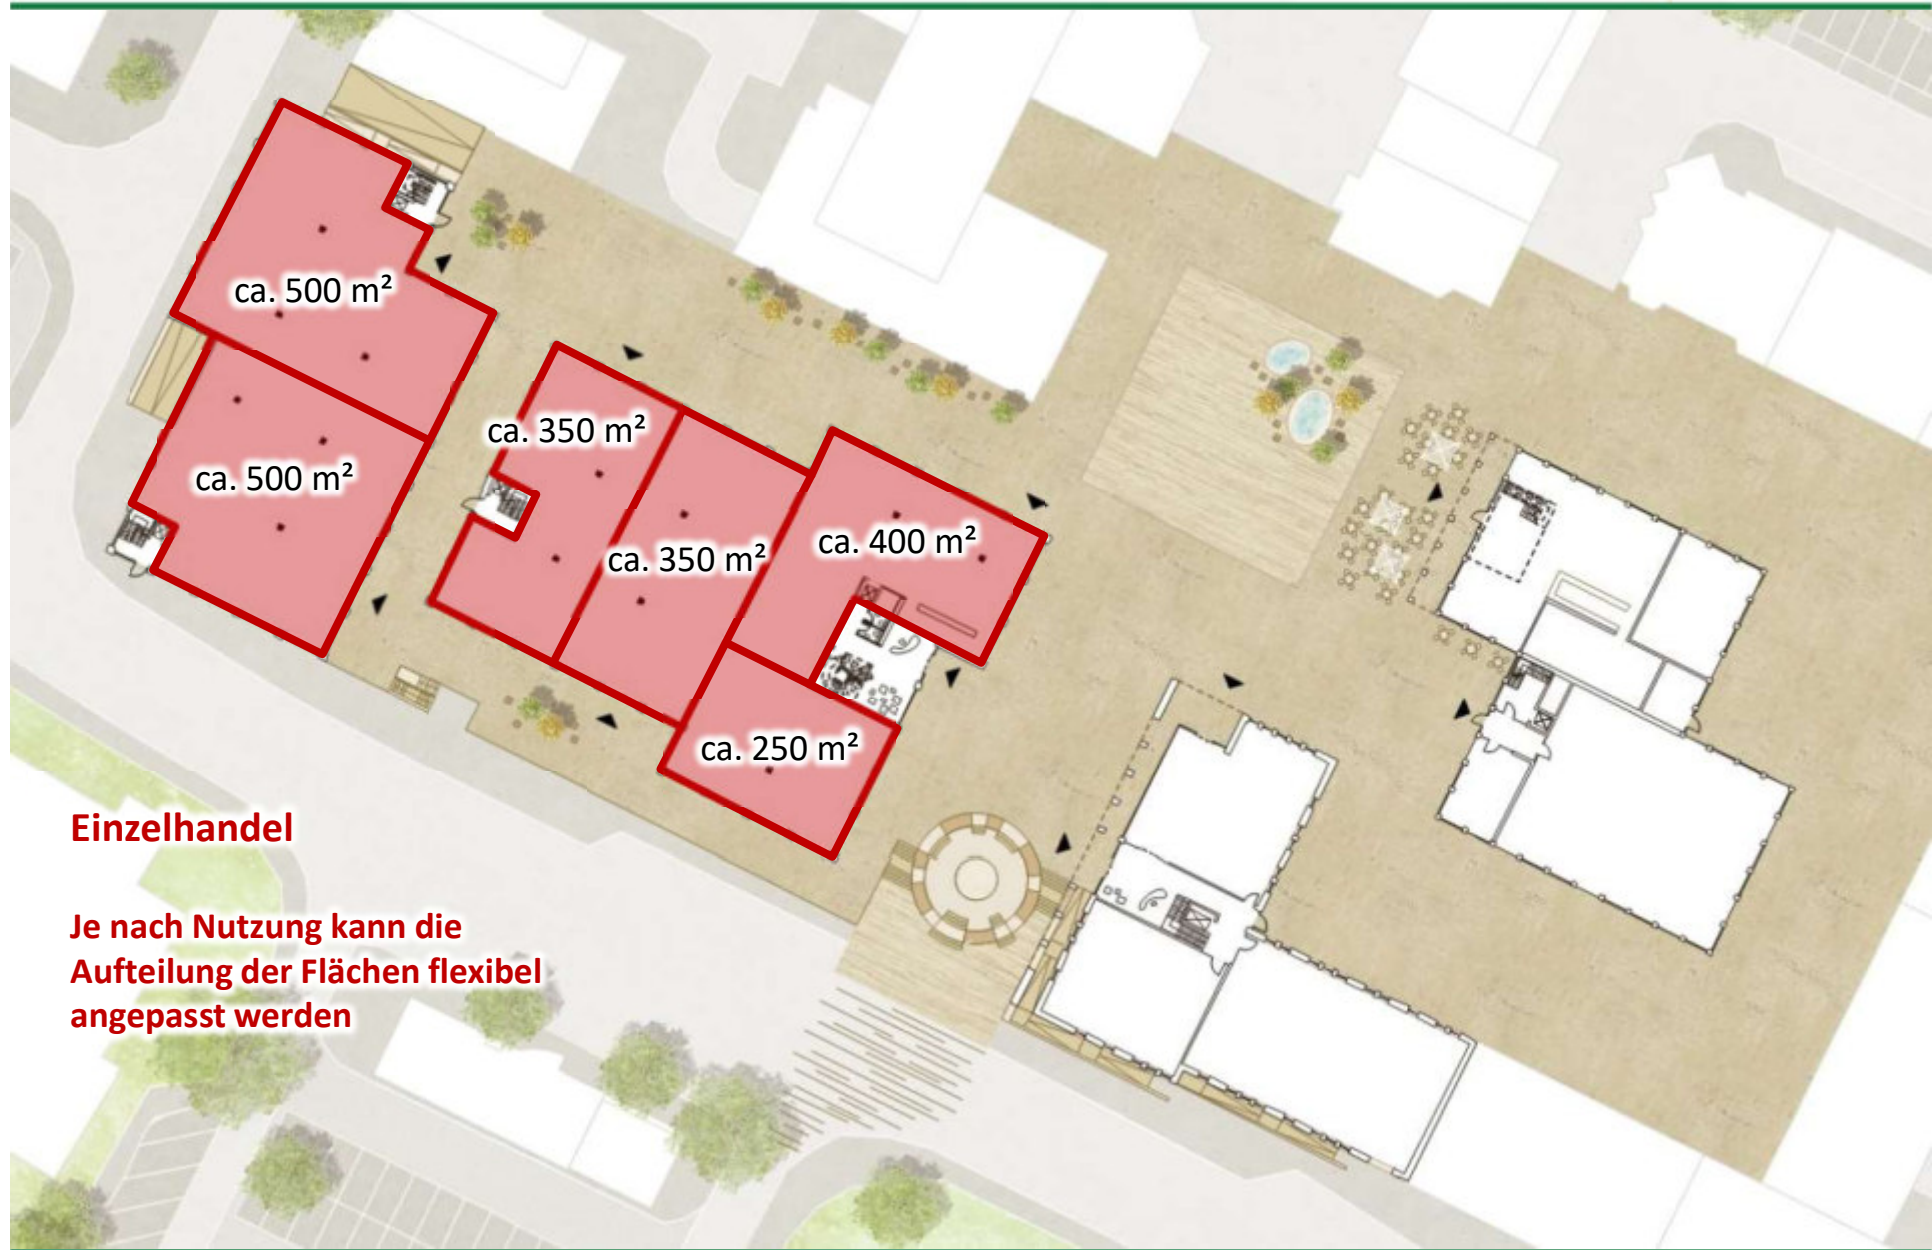 ca. 500 m²
ca. 500 m²
ca. 350 m²
ca. 350 m²
ca. 400 m²
ca. 250 m²
Einzelhandel
Je nach Nutzung kann die
Aufteilung der Flächen flexibel
angepasst werden